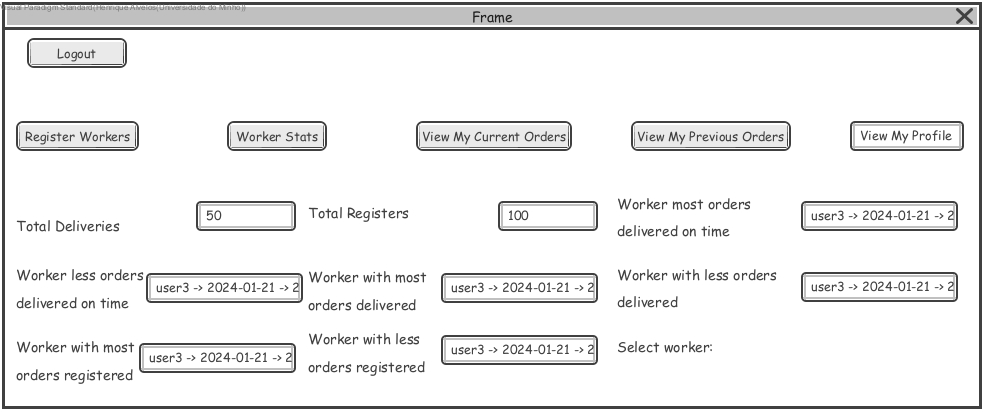 Visual Paradigm Standard(Henrique Alvelos(Universidade do Minho))
Frame
Logout
Register Workers
Worker Stats
View My Current Orders
View My Previous Orders
View My Profile
Total Deliveries
50
Total Registers
100
Worker most orders
delivered on time
user3 -> 2024-01-21 -> 2
Worker less orders
delivered on time
user3 -> 2024-01-21 -> 2
Worker with most
orders delivered
user3 -> 2024-01-21 -> 2
Worker with less orders
delivered
user3 -> 2024-01-21 -> 2
Worker with most
orders registered
user3 -> 2024-01-21 -> 2
Worker with less
orders registered
user3 -> 2024-01-21 -> 2
Select worker: